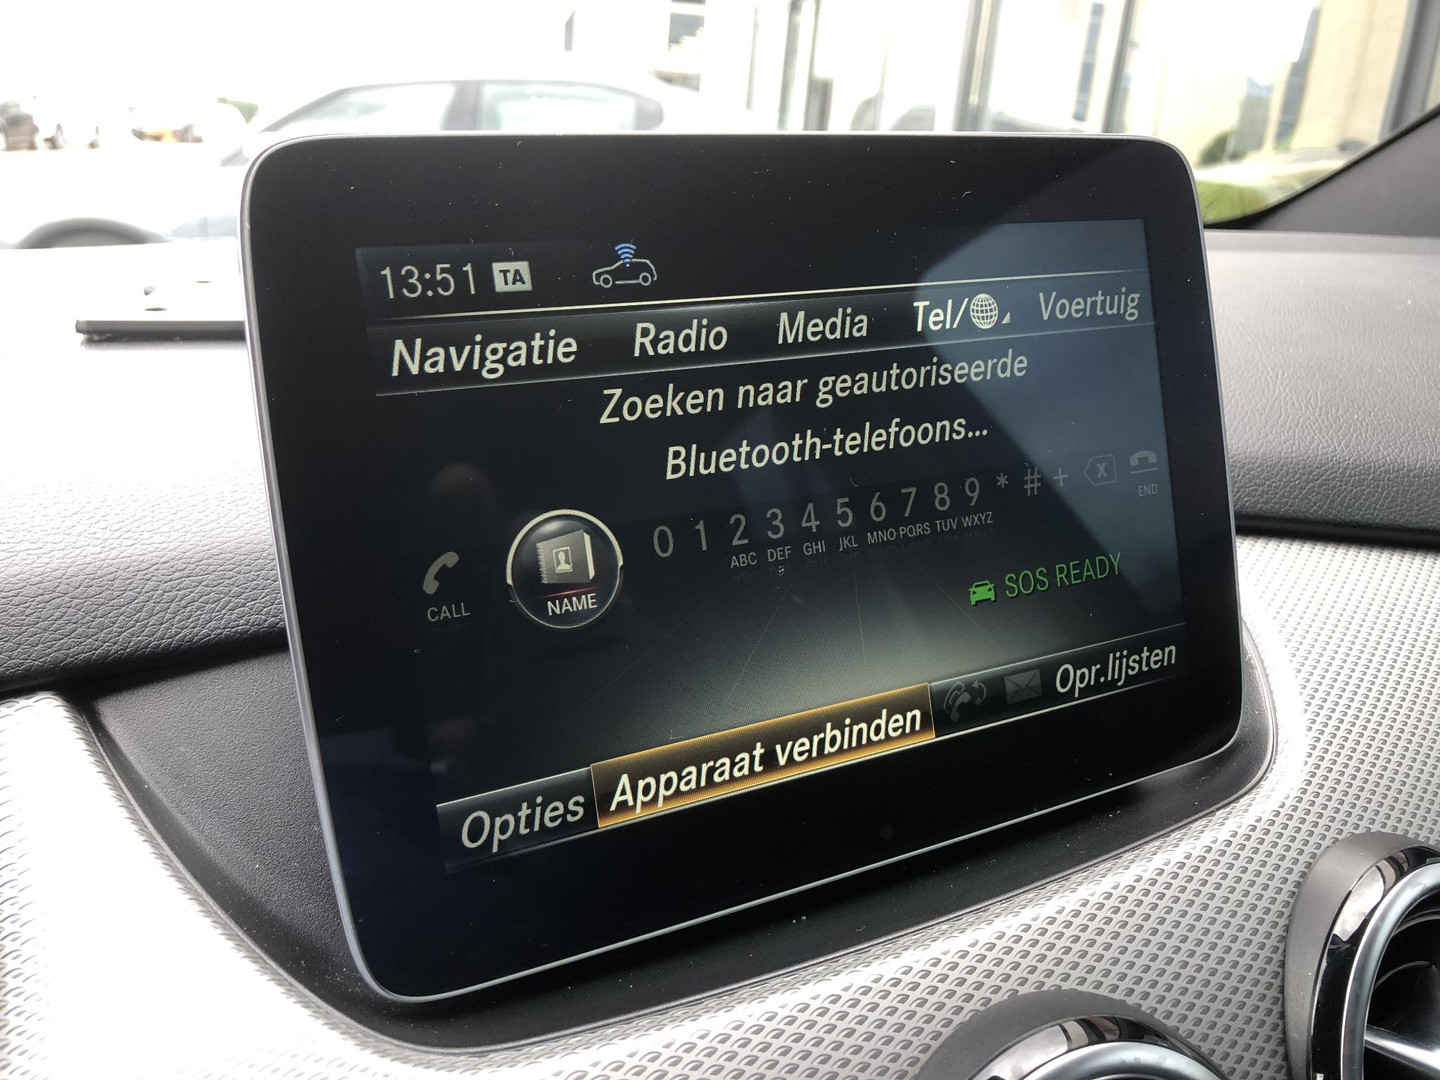 13:51 TA
Navigatie Radio Media Tel/ Voertuig
Zoeken naar geautoriseerde
Bluetooth-telefoons...
0 1 2 3 4 5 6 7 8 9 * # + X
ABC DEF GHI JKL MNO PQRS TUV WXYZ END
CALL NAME
SOS READY
Opties Apparaat verbinden Opr.lijsten